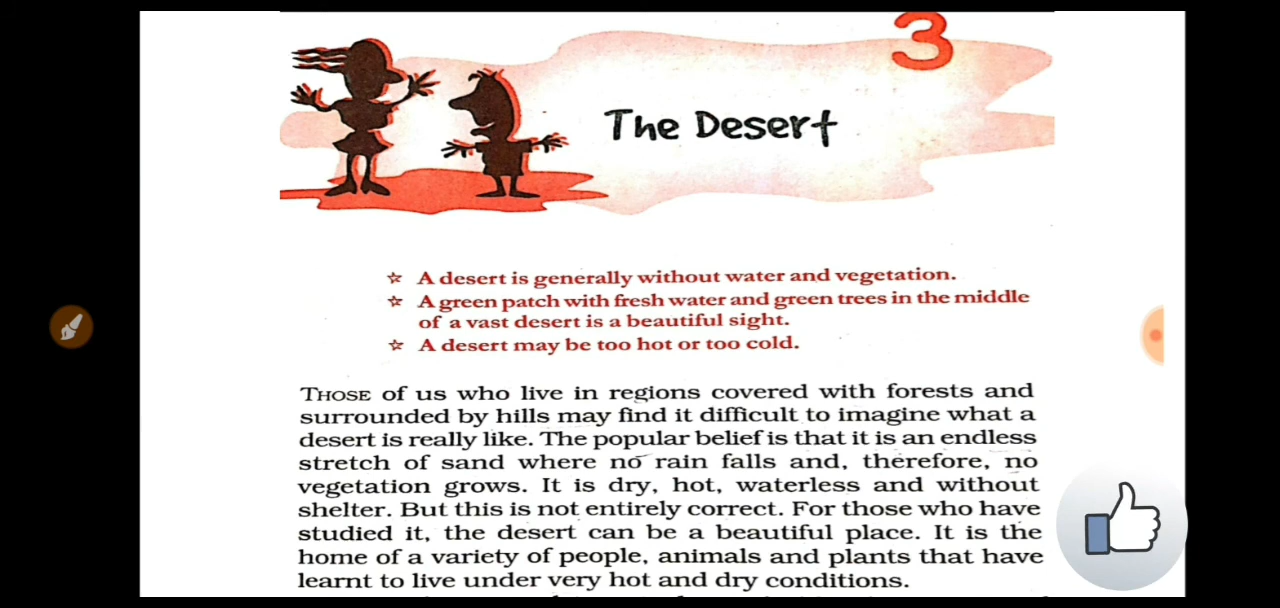 3
The Desert
☆ A desert is generally without water and vegetation.
☆ A green patch with fresh water and green trees in the middle
of a vast desert is a beautiful sight.
☆ A desert may be too hot or too cold.
THOSE of us who live in regions covered with forests and
surrounded by hills may find it difficult to imagine what a
desert is really like. The popular belief is that it is an endless
stretch of sand where no rain falls and, therefore, no
vegetation grows. It is dry, hot, waterless and without
shelter. But this is not entirely correct. For those who have
studied it, the desert can be a beautiful place. It is the
home of a variety of people, animals and plants that have
learnt to live under very hot and dry conditions.